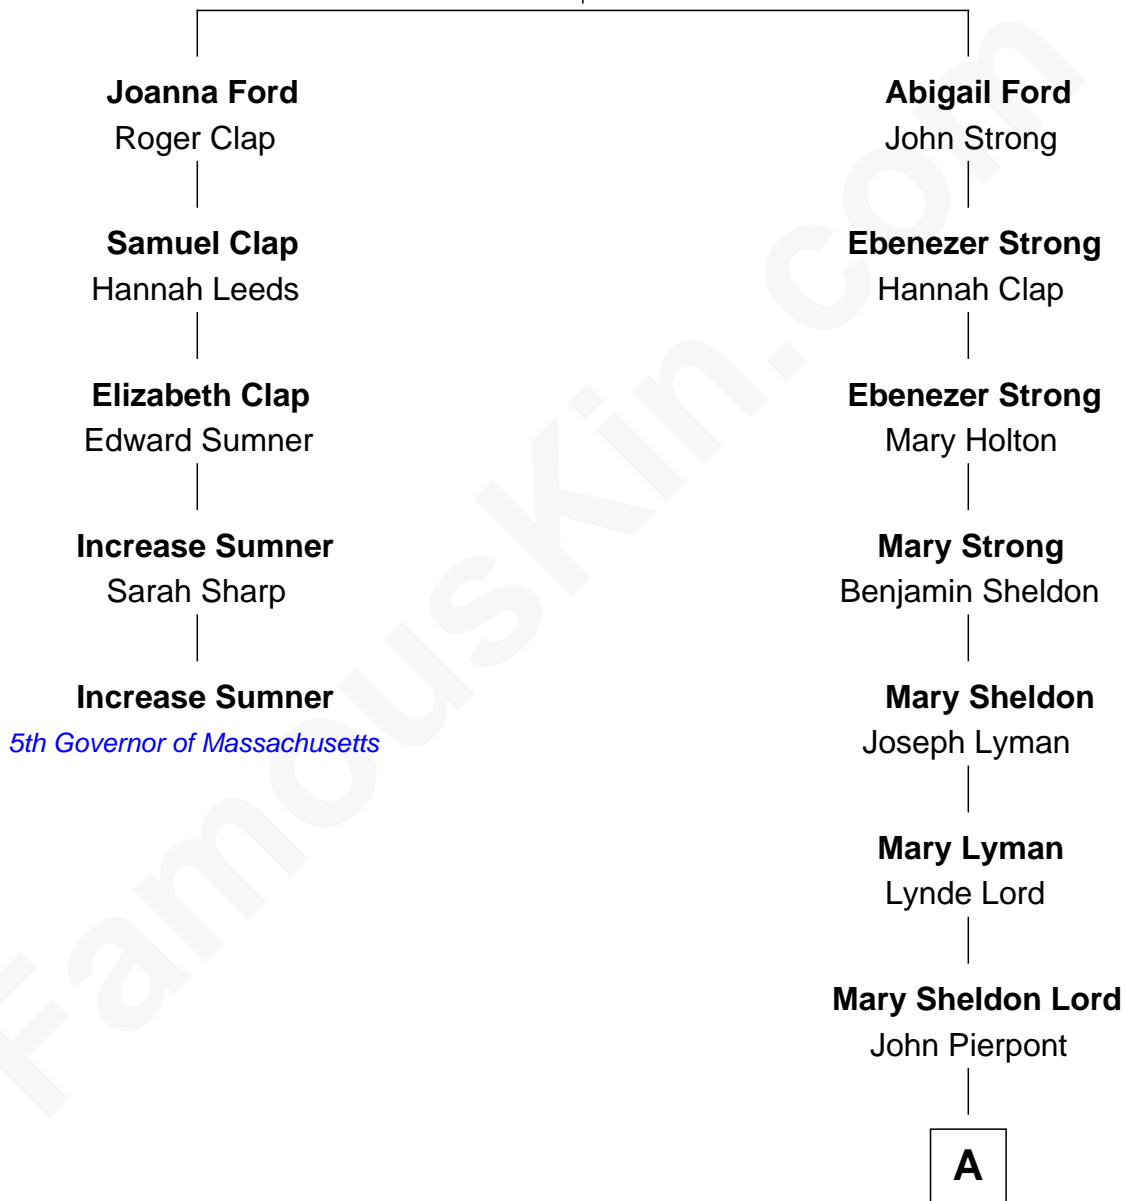 Joanna Ford
Roger Clap
Samuel Clap
Hannah Leeds
Elizabeth Clap
Edward Sumner
Increase Sumner
Sarah Sharp
Increase Sumner
5th Governor of Massachusetts
Abigail Ford
John Strong
Ebenezer Strong
Hannah Clap
Ebenezer Strong
Mary Holton
Mary Strong
Benjamin Sheldon
Mary Sheldon
Joseph Lyman
Mary Lyman
Lynde Lord
Mary Sheldon Lord
John Pierpont
A
FamousKin.com